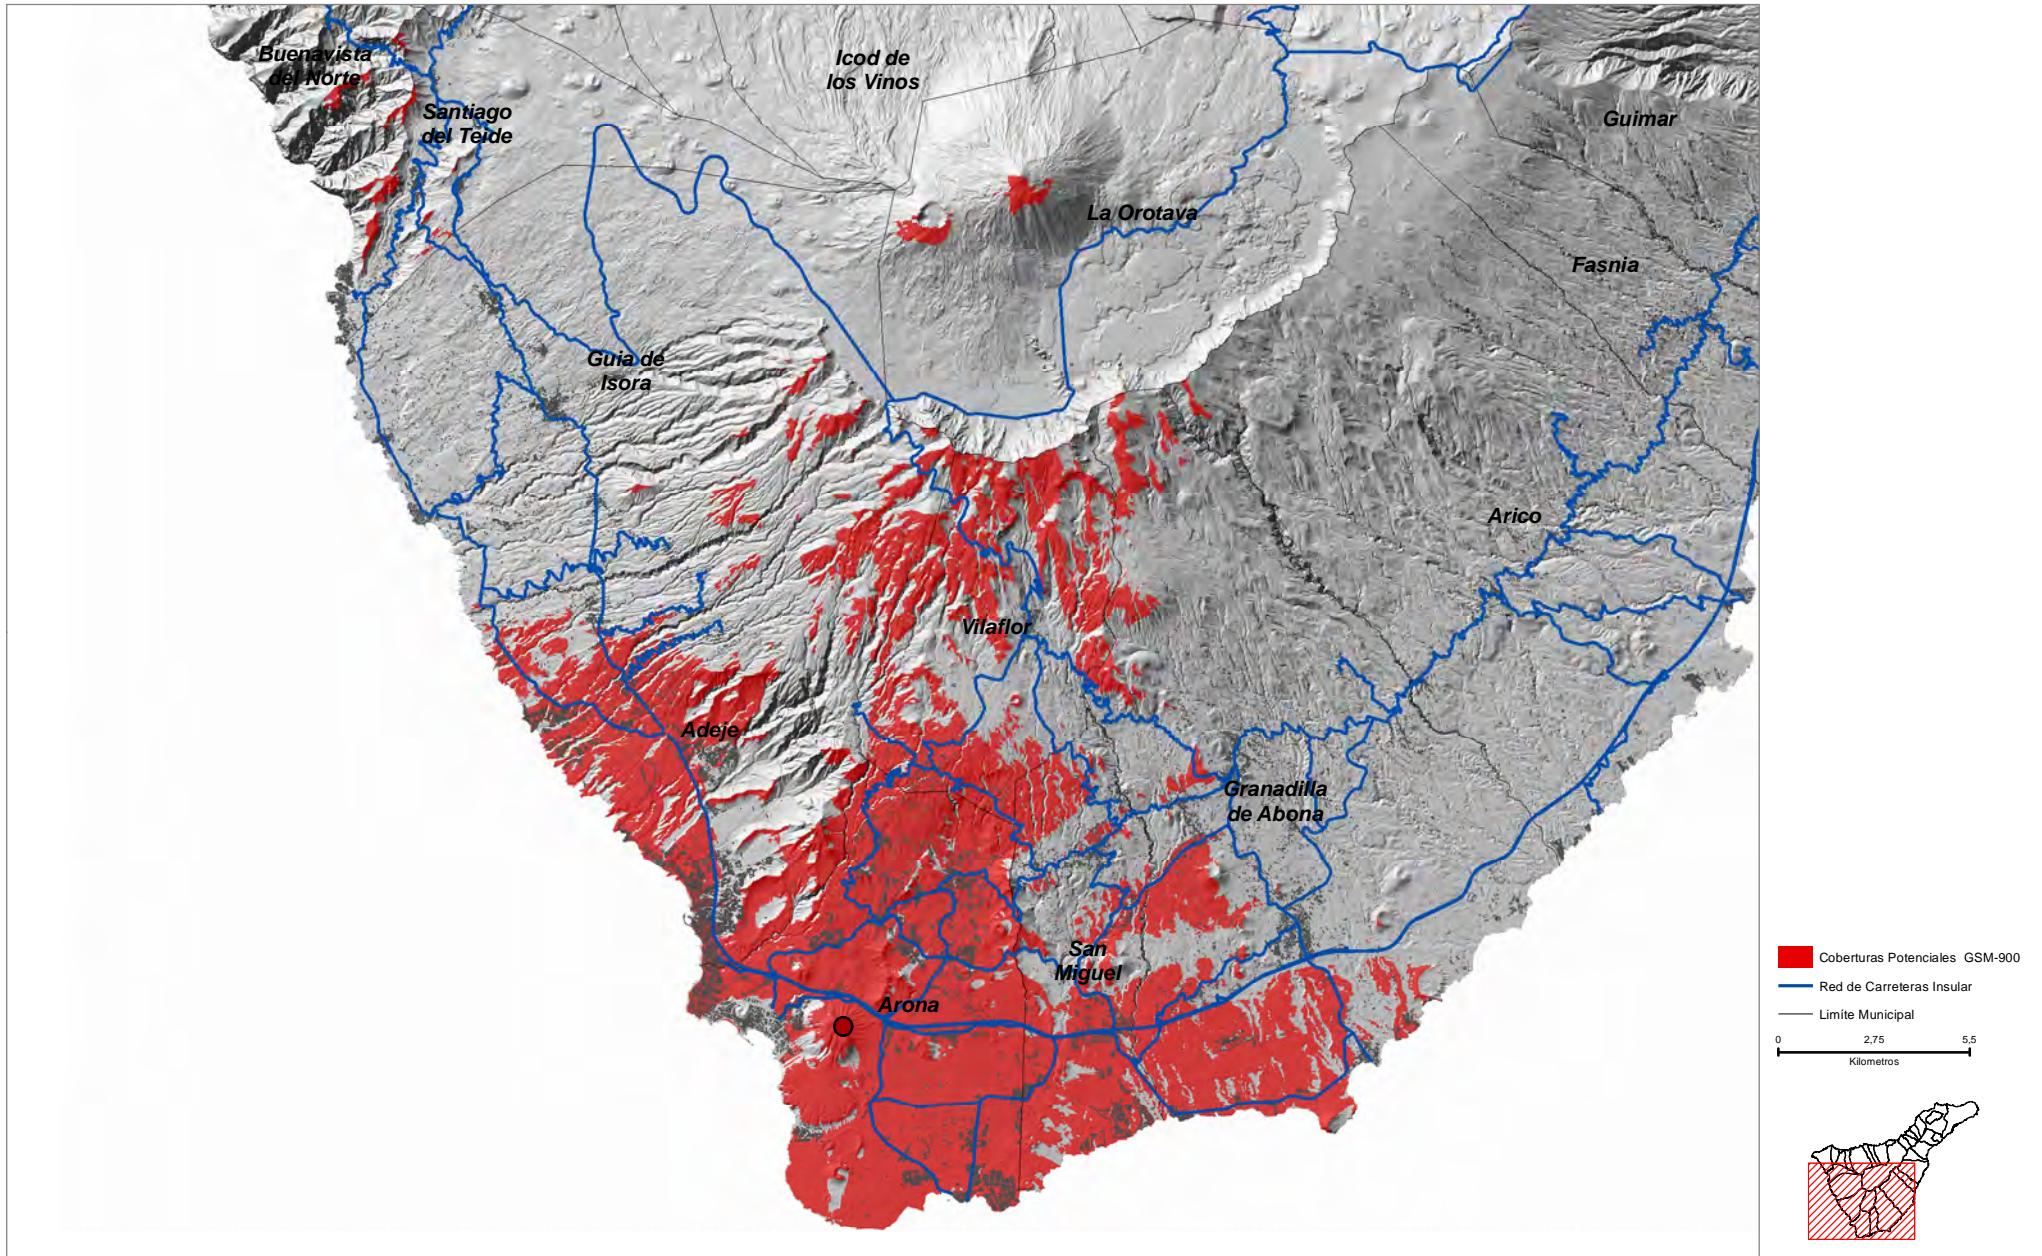 Buenavista
del Norte
Icod de
los Vinos
Santiago
del Teide
Guimar
La Orotava
Fasnia
Guia de
Isora
Arico
Vilaflor
Adeje
Granadilla
de Abona
San
Miguel
Arona
Coberturas Potenciales GSM-900
Red de Carreteras Insular
Limíte Municipal
0 2,75 5,5
Kilometros